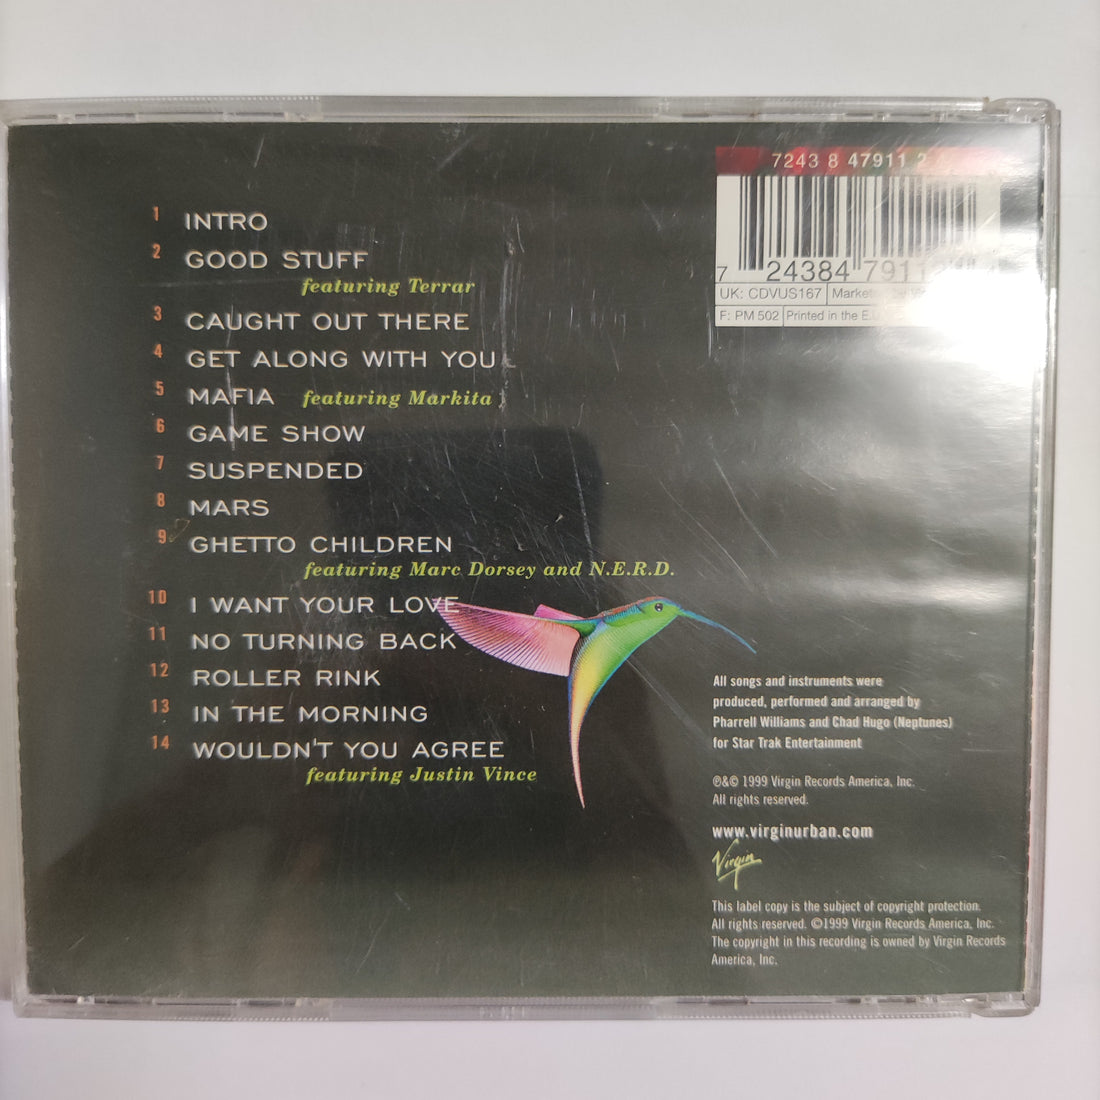 1 INTRO
2 GOOD STUFF
featuring Terrar
3 CAUGHT OUT THERE
4 GET ALONG WITH YOU
5 MAFIA featuring Markita
6 GAME SHOW
7 SUSPENDED
8 MARS
9 GHETTO CHILDREN
featuring Marc Dorsey and N.E.R.D.
10 I WANT YOUR LOVE
11 NO TURNING BACK
12 ROLLER RINK
13 IN THE MORNING
14 WOULDN'T YOU AGREE
featuring Justin Vince
7243 8 47911 2
7 24384 7911
UK: CDVUS167
F: PM 502 Printed in the
All songs and instruments were
produced, performed and arranged by
Pharrell Williams and Chad Hugo (Neptunes)
for Star Trak Entertainment
℗&© 1999 Virgin Records America, Inc.
All rights reserved.
www.virginurban.com
Virgin
This label copy is the subject of copyright protection.
All rights reserved. ©1999 Virgin Records America, Inc.
The copyright in this recording is owned by Virgin Records
America, Inc.